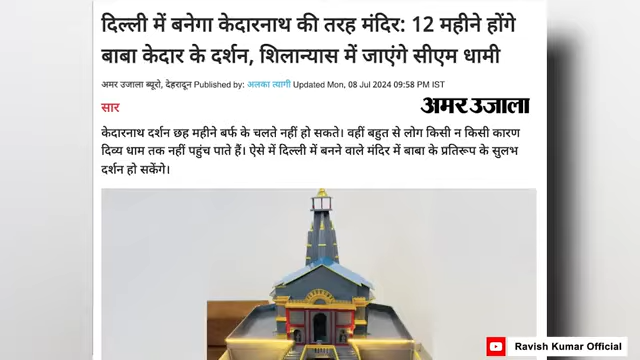 दिल्ली में बनेगा केदारनाथ की तरह मंदिर: 12 महीने होंगे
बाबा केदार के दर्शन, शिलान्यास में जाएंगे सीएम धामी
अमर उजाला ब्यूरो, देहरादून Published by: अलका त्यागी Updated Mon, 08 Jul 2024 09:58 PM IST
सार
अमर उजाला
केदारनाथ दर्शन छह महीने बर्फ के चलते नहीं हो सकते। वहीं बहुत से लोग किसी न किसी कारण
दिव्य धाम तक नहीं पहुंच पाते हैं। ऐसे में दिल्ली में बनने वाले मंदिर में बाबा के प्रतिरूप के सुलभ
दर्शन हो सकेंगे।
Ravish Kumar Official